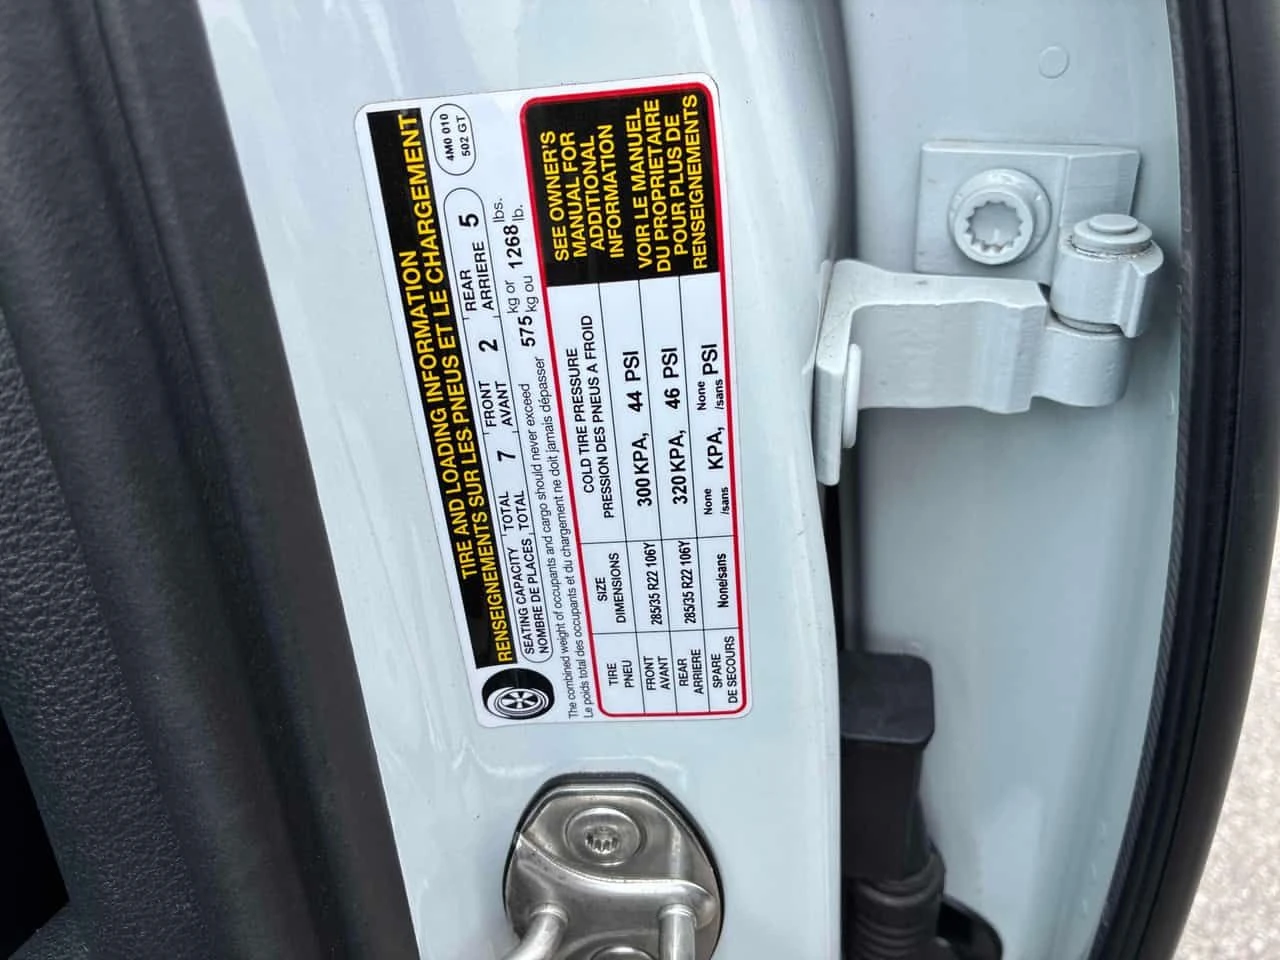 TIRE AND LOADING INFORMATION
RENSEIGNEMENTS SUR LES PNEUS ET LE CHARGEMENT
4M0 010
502 GT
SEATING CAPACITY TOTAL 7 FRONT 2 REAR 5
NOMBRE DE PLACES TOTAL AVANT ARRIERE
The combined weight of occupants and cargo should never exceed 575 kg or 1268 lbs.
Le poids total des occupants et du chargement ne doit jamais dépasser kg ou lb.
TIRE SIZE COLD TIRE PRESSURE
PNEU DIMENSIONS PRESSION DES PNEUS A FROID
FRONT
AVANT 285/35 R22 106Y 300 KPA, 44 PSI
REAR
ARRIERE 285/35 R22 106Y 320 KPA, 46 PSI
SPARE
DE SECOURS None/sans None /sans KPA, None /sans PSI
SEE OWNER'S
MANUAL FOR
ADDITIONAL
INFORMATION
VOIR LE MANUEL
DU PROPRIETAIRE
POUR PLUS DE
RENSEIGNEMENTS